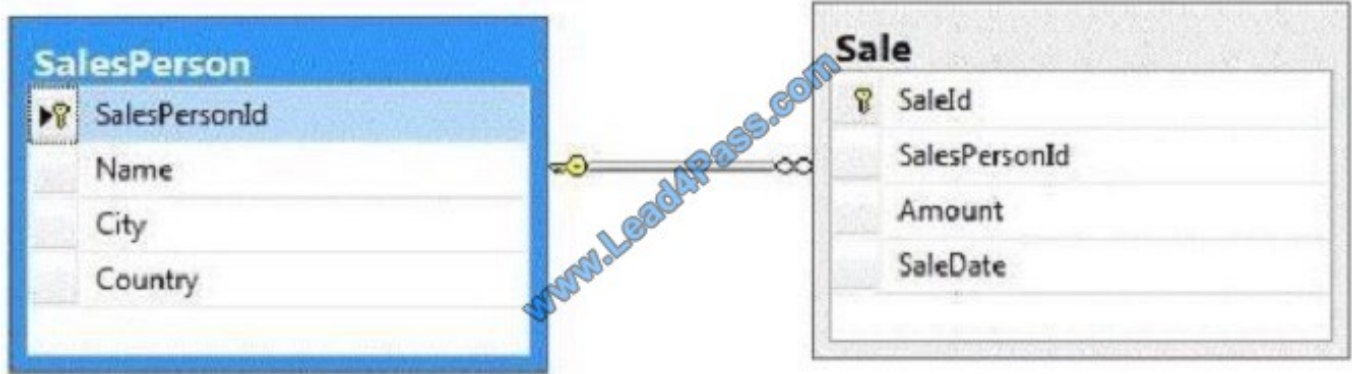 SalesPerson
SalesPersonId
Name
City
Country
Sale
SaleId
SalesPersonId
Amount
SaleDate
www.Lead4Pass.com